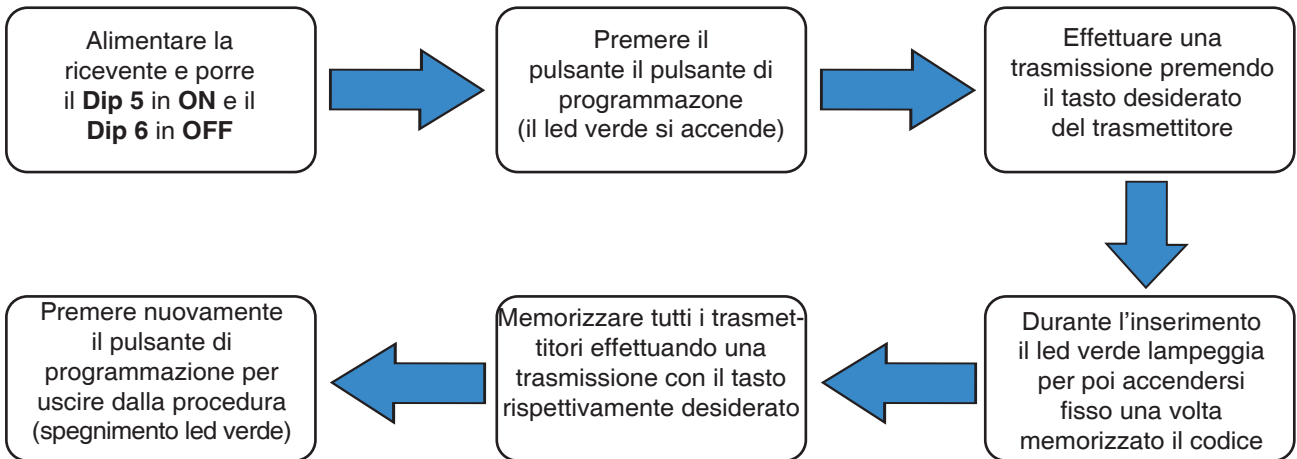 Alimentare la
ricevente e porre
il Dip 5 in ON e il
Dip 6 in OFF
Premere il
pulsante il pulsante di
programmazone
(il led verde si accende)
Effettuare una
trasmissione premendo
il tasto desiderato
del trasmettitore
Durante l’inserimento
il led verde lampeggia
per poi accendersi
fisso una volta
memorizzato il codice
Memorizzare tutti i trasmet-
titori effettuando una
trasmissione con il tasto
rispettivamente desiderato
Premere nuovamente
il pulsante di
programmazione per
uscire dalla procedura
(spegnimento led verde)